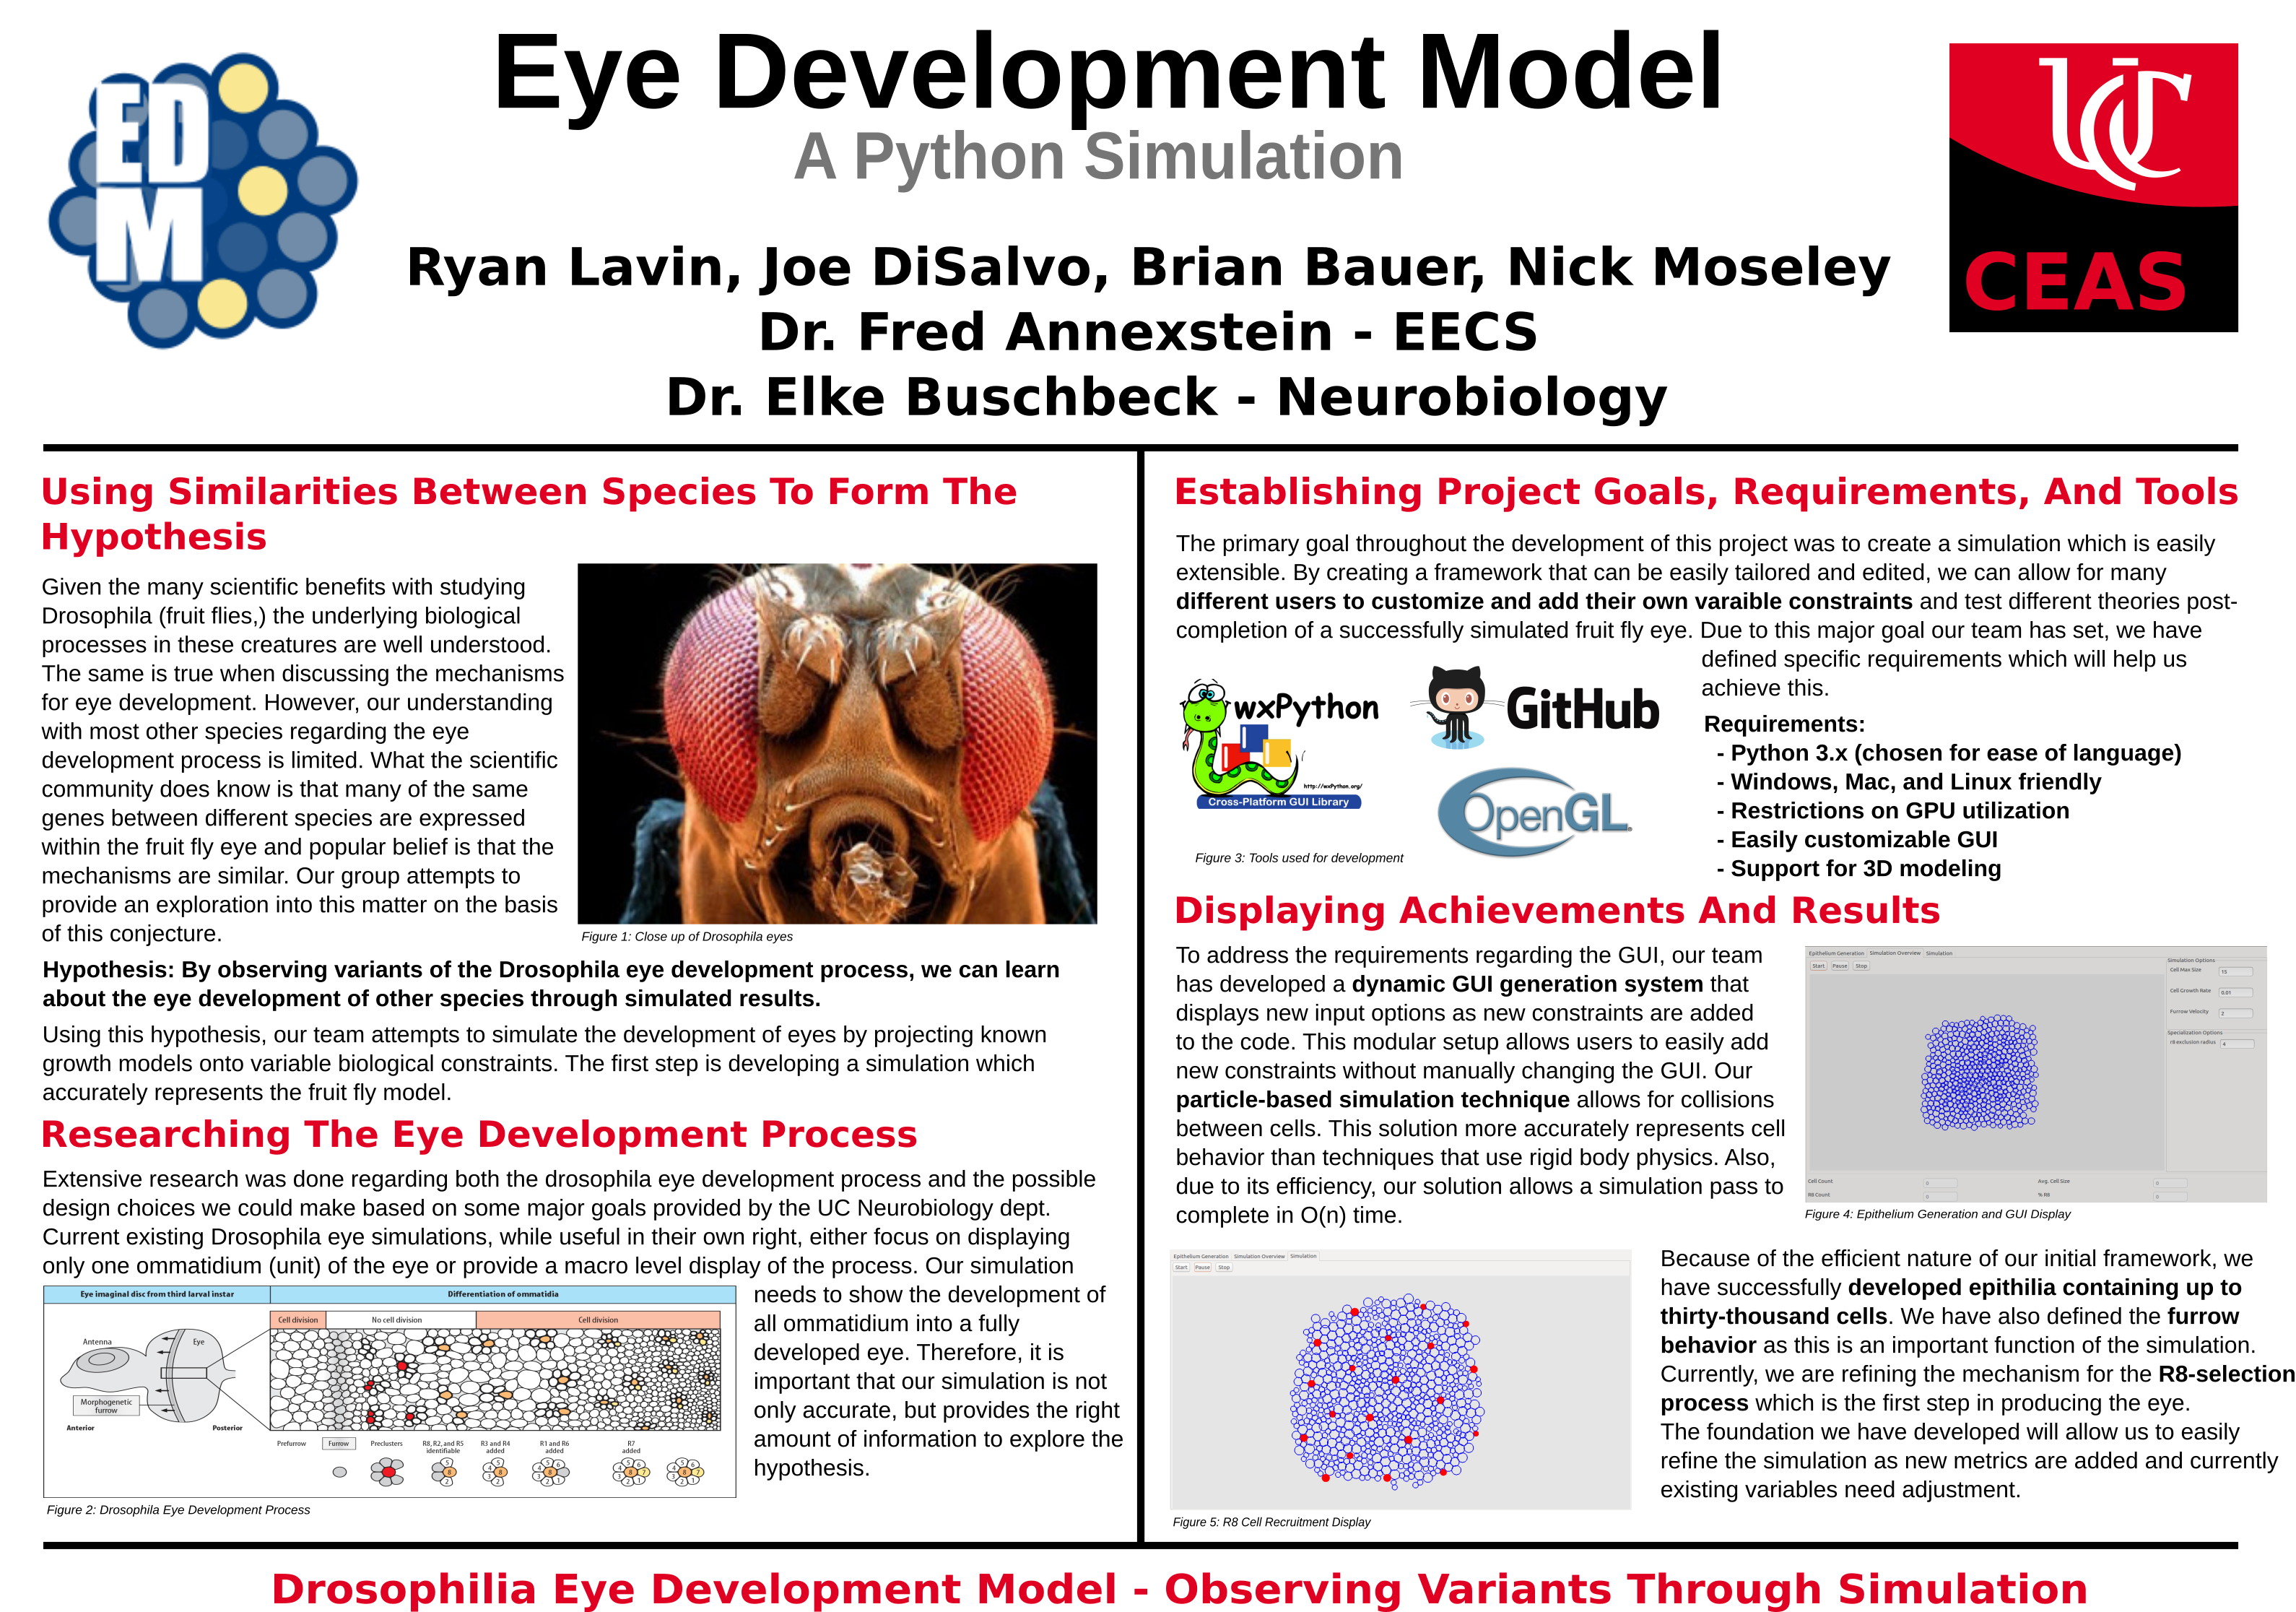 ED
M
Eye Development Model
A Python Simulation
Ryan Lavin, Joe DiSalvo, Brian Bauer, Nick Moseley
Dr. Fred Annexstein - EECS
Dr. Elke Buschbeck - Neurobiology
UC
CEAS
Using Similarities Between Species To Form The
Hypothesis
Given the many scientific benefits with studying
Drosophila (fruit flies,) the underlying biological
processes in these creatures are well understood.
The same is true when discussing the mechanisms
for eye development. However, our understanding
with most other species regarding the eye
development process is limited. What the scientific
community does know is that many of the same
genes between different species are expressed
within the fruit fly eye and popular belief is that the
mechanisms are similar. Our group attempts to
provide an exploration into this matter on the basis
of this conjecture.
Figure 1: Close up of Drosophila eyes
Hypothesis: By observing variants of the Drosophila eye development process, we can learn
about the eye development of other species through simulated results.
Using this hypothesis, our team attempts to simulate the development of eyes by projecting known
growth models onto variable biological constraints. The first step is developing a simulation which
accurately represents the fruit fly model.
Researching The Eye Development Process
Extensive research was done regarding both the drosophila eye development process and the possible
design choices we could make based on some major goals provided by the UC Neurobiology dept.
Current existing Drosophila eye simulations, while useful in their own right, either focus on displaying
only one ommatidium (unit) of the eye or provide a macro level display of the process. Our simulation
needs to show the development of
all ommatidium into a fully
developed eye. Therefore, it is
important that our simulation is not
only accurate, but provides the right
amount of information to explore the
hypothesis.
Eye imaginal disc from third larval instar
Differentiation of ommatidia
Cell division
No cell division
Cell division
Antenna
Eye
Morphogenetic
furrow
Anterior
Posterior
Prefurrow
Furrow
Preclusters
R8, R2, and R5
identifiable
R3 and R4
added
R1 and R6
added
R7
added
Figure 2: Drosophila Eye Development Process
Establishing Project Goals, Requirements, And Tools
The primary goal throughout the development of this project was to create a simulation which is easily
extensible. By creating a framework that can be easily tailored and edited, we can allow for many
different users to customize and add their own varaible constraints and test different theories post-
completion of a successfully simulated fruit fly eye. Due to this major goal our team has set, we have
defined specific requirements which will help us
achieve this.
wxPython
http://wxPython.org/
Cross-Platform GUI Library
GitHub
OpenGL
Figure 3: Tools used for development
Requirements:
- Python 3.x (chosen for ease of language)
- Windows, Mac, and Linux friendly
- Restrictions on GPU utilization
- Easily customizable GUI
- Support for 3D modeling
Displaying Achievements And Results
To address the requirements regarding the GUI, our team
has developed a dynamic GUI generation system that
displays new input options as new constraints are added
to the code. This modular setup allows users to easily add
new constraints without manually changing the GUI. Our
particle-based simulation technique allows for collisions
between cells. This solution more accurately represents cell
behavior than techniques that use rigid body physics. Also,
due to its efficiency, our solution allows a simulation pass to
complete in O(n) time.
Epithelium Generation Simulation Overview Simulation
Start Pause Stop
Simulation Options
Cell Max Size 15
Cell Growth Rate 0.01
Furrow Velocity 2
Specialization Options
r8 exclusion radius 4
Cell Count 0 Avg. Cell Size 0
R8 Count 0 % R8 0
Figure 4: Epithelium Generation and GUI Display
Epithelium Generation Simulation Overview Simulation
Start Pause Stop
Figure 5: R8 Cell Recruitment Display
Because of the efficient nature of our initial framework, we
have successfully developed epithilia containing up to
thirty-thousand cells. We have also defined the furrow
behavior as this is an important function of the simulation.
Currently, we are refining the mechanism for the R8-selection
process which is the first step in producing the eye.
The foundation we have developed will allow us to easily
refine the simulation as new metrics are added and currently
existing variables need adjustment.
Drosophilia Eye Development Model - Observing Variants Through Simulation